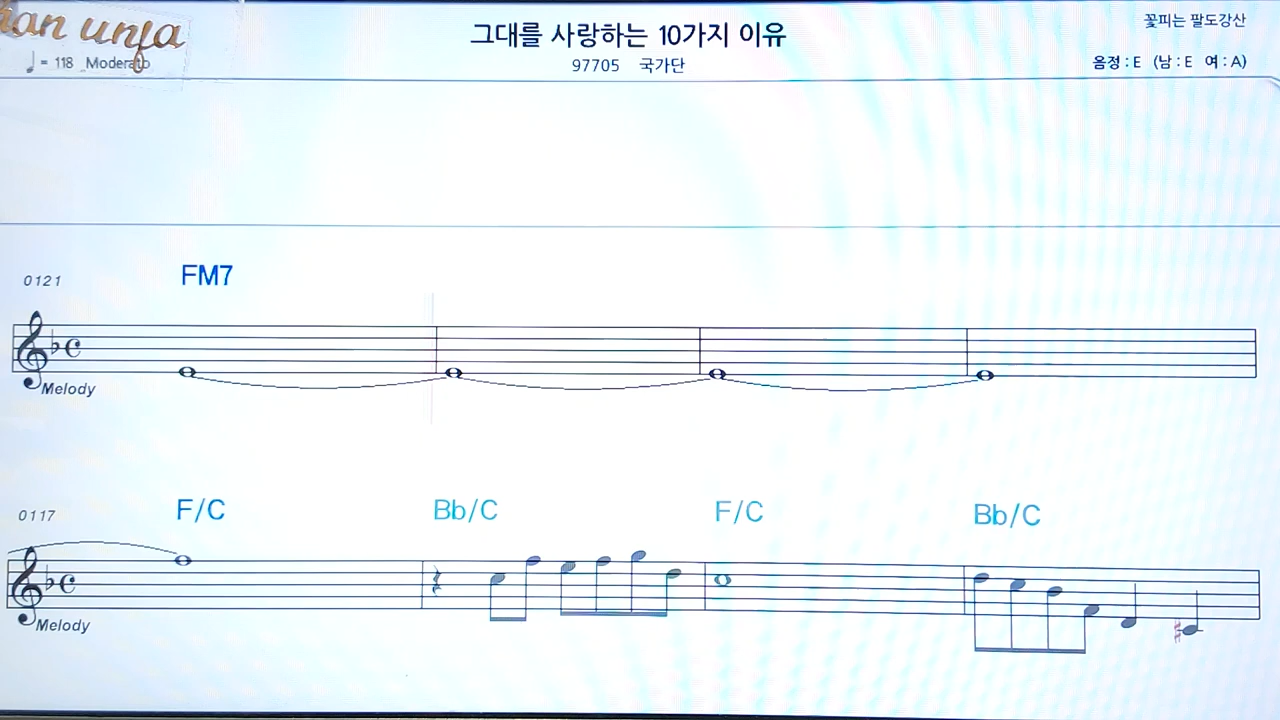 그대를 사랑하는 10가지 이유
꽃피는 팔도강산
= 118 Moderato
97705 국가단
음정 : E (남 : E 여 : A)
0121 FM7
Melody
0117 F/C Bb/C F/C Bb/C
Melody